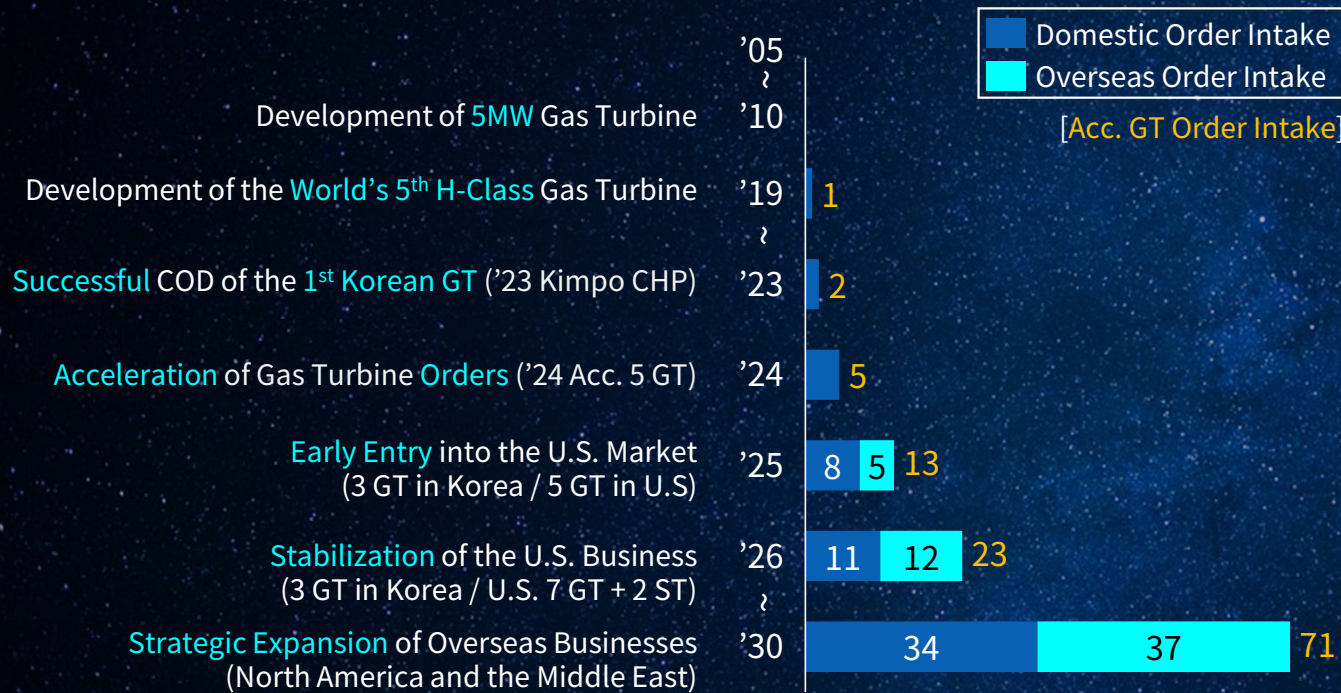 Domestic Order Intake
Overseas Order Intake
[Acc. GT Order Intake]
’05
~
Development of 5MW Gas Turbine ’10
Development of the World’s 5th H-Class Gas Turbine ’19 1
~
Successful COD of the 1st Korean GT (’23 Kimpo CHP) ’23 2
Acceleration of Gas Turbine Orders (’24 Acc. 5 GT) ’24 5
Early Entry into the U.S. Market
(3 GT in Korea / 5 GT in U.S)
’25 8 5 13
Stabilization of the U.S. Business
(3 GT in Korea / U.S. 7 GT + 2 ST)
’26 11 12 23
~
Strategic Expansion of Overseas Businesses
(North America and the Middle East)
’30 34 37 71